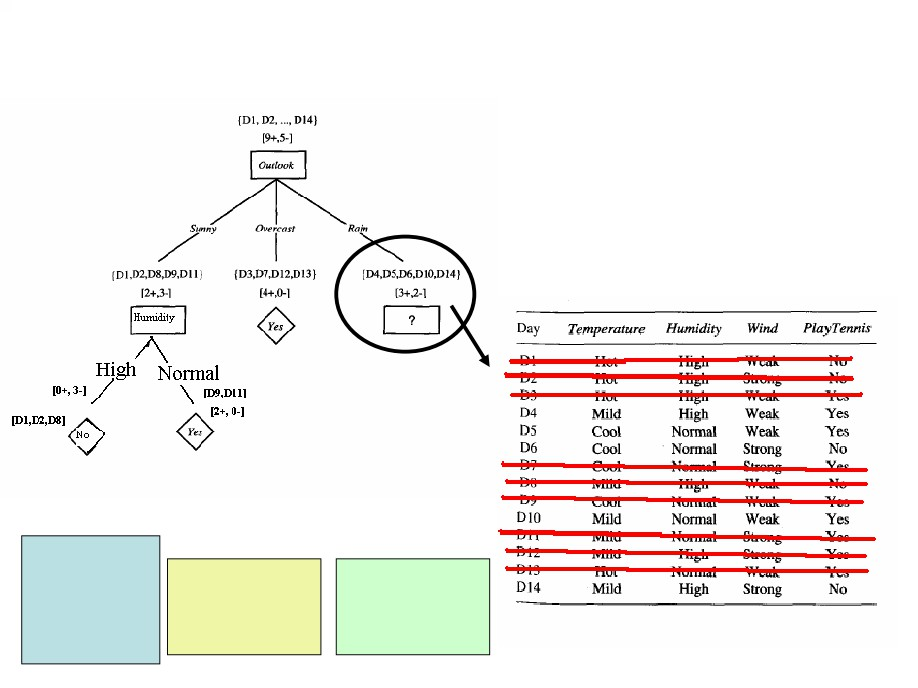 {D1, D2, ..., D14}
[9+,5-]
Outlook
Sunny
Overcast
Rain
{D1,D2,D8,D9,D11}
{D3,D7,D12,D13}
{D4,D5,D6,D10,D14}
[2+,3-]
[4+,0-]
[3+,2-]
Humidity
Yes
?
High
Normal
[0+, 3-]
[D9,D11]
[2+, 0-]
[D1,D2,D8]
No
Yes
Day Temperature Humidity Wind PlayTennis
D1 Hot High Weak No
D2 Hot High Strong No
D3 Hot High Weak Yes
D4 Mild High Weak Yes
D5 Cool Normal Weak Yes
D6 Cool Normal Strong No
D7 Cool Normal Strong Yes
D8 Mild High Weak No
D9 Cool Normal Weak Yes
D10 Mild Normal Weak Yes
D11 Mild Normal Strong Yes
D12 Mild High Strong Yes
D13 Hot Normal Weak Yes
D14 Mild High Strong No